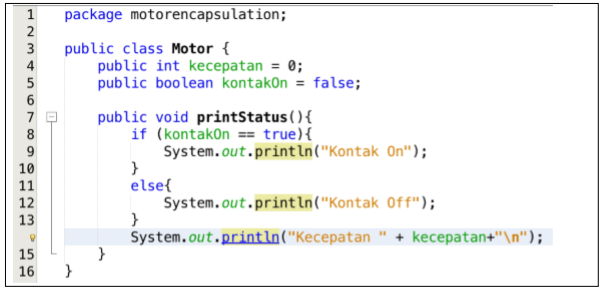 1 package motorencapsulation;
2
3 public class Motor {
4     public int kecepatan = 0;
5     public boolean kontakOn = false;
6
7     public void printStatus(){
8         if (kontakOn == true){
9             System.out.println("Kontak On");
10         }
11         else{
12             System.out.println("Kontak Off");
13         }
        System.out.println("Kecepatan " + kecepatan+"\n");
15     }
16 }